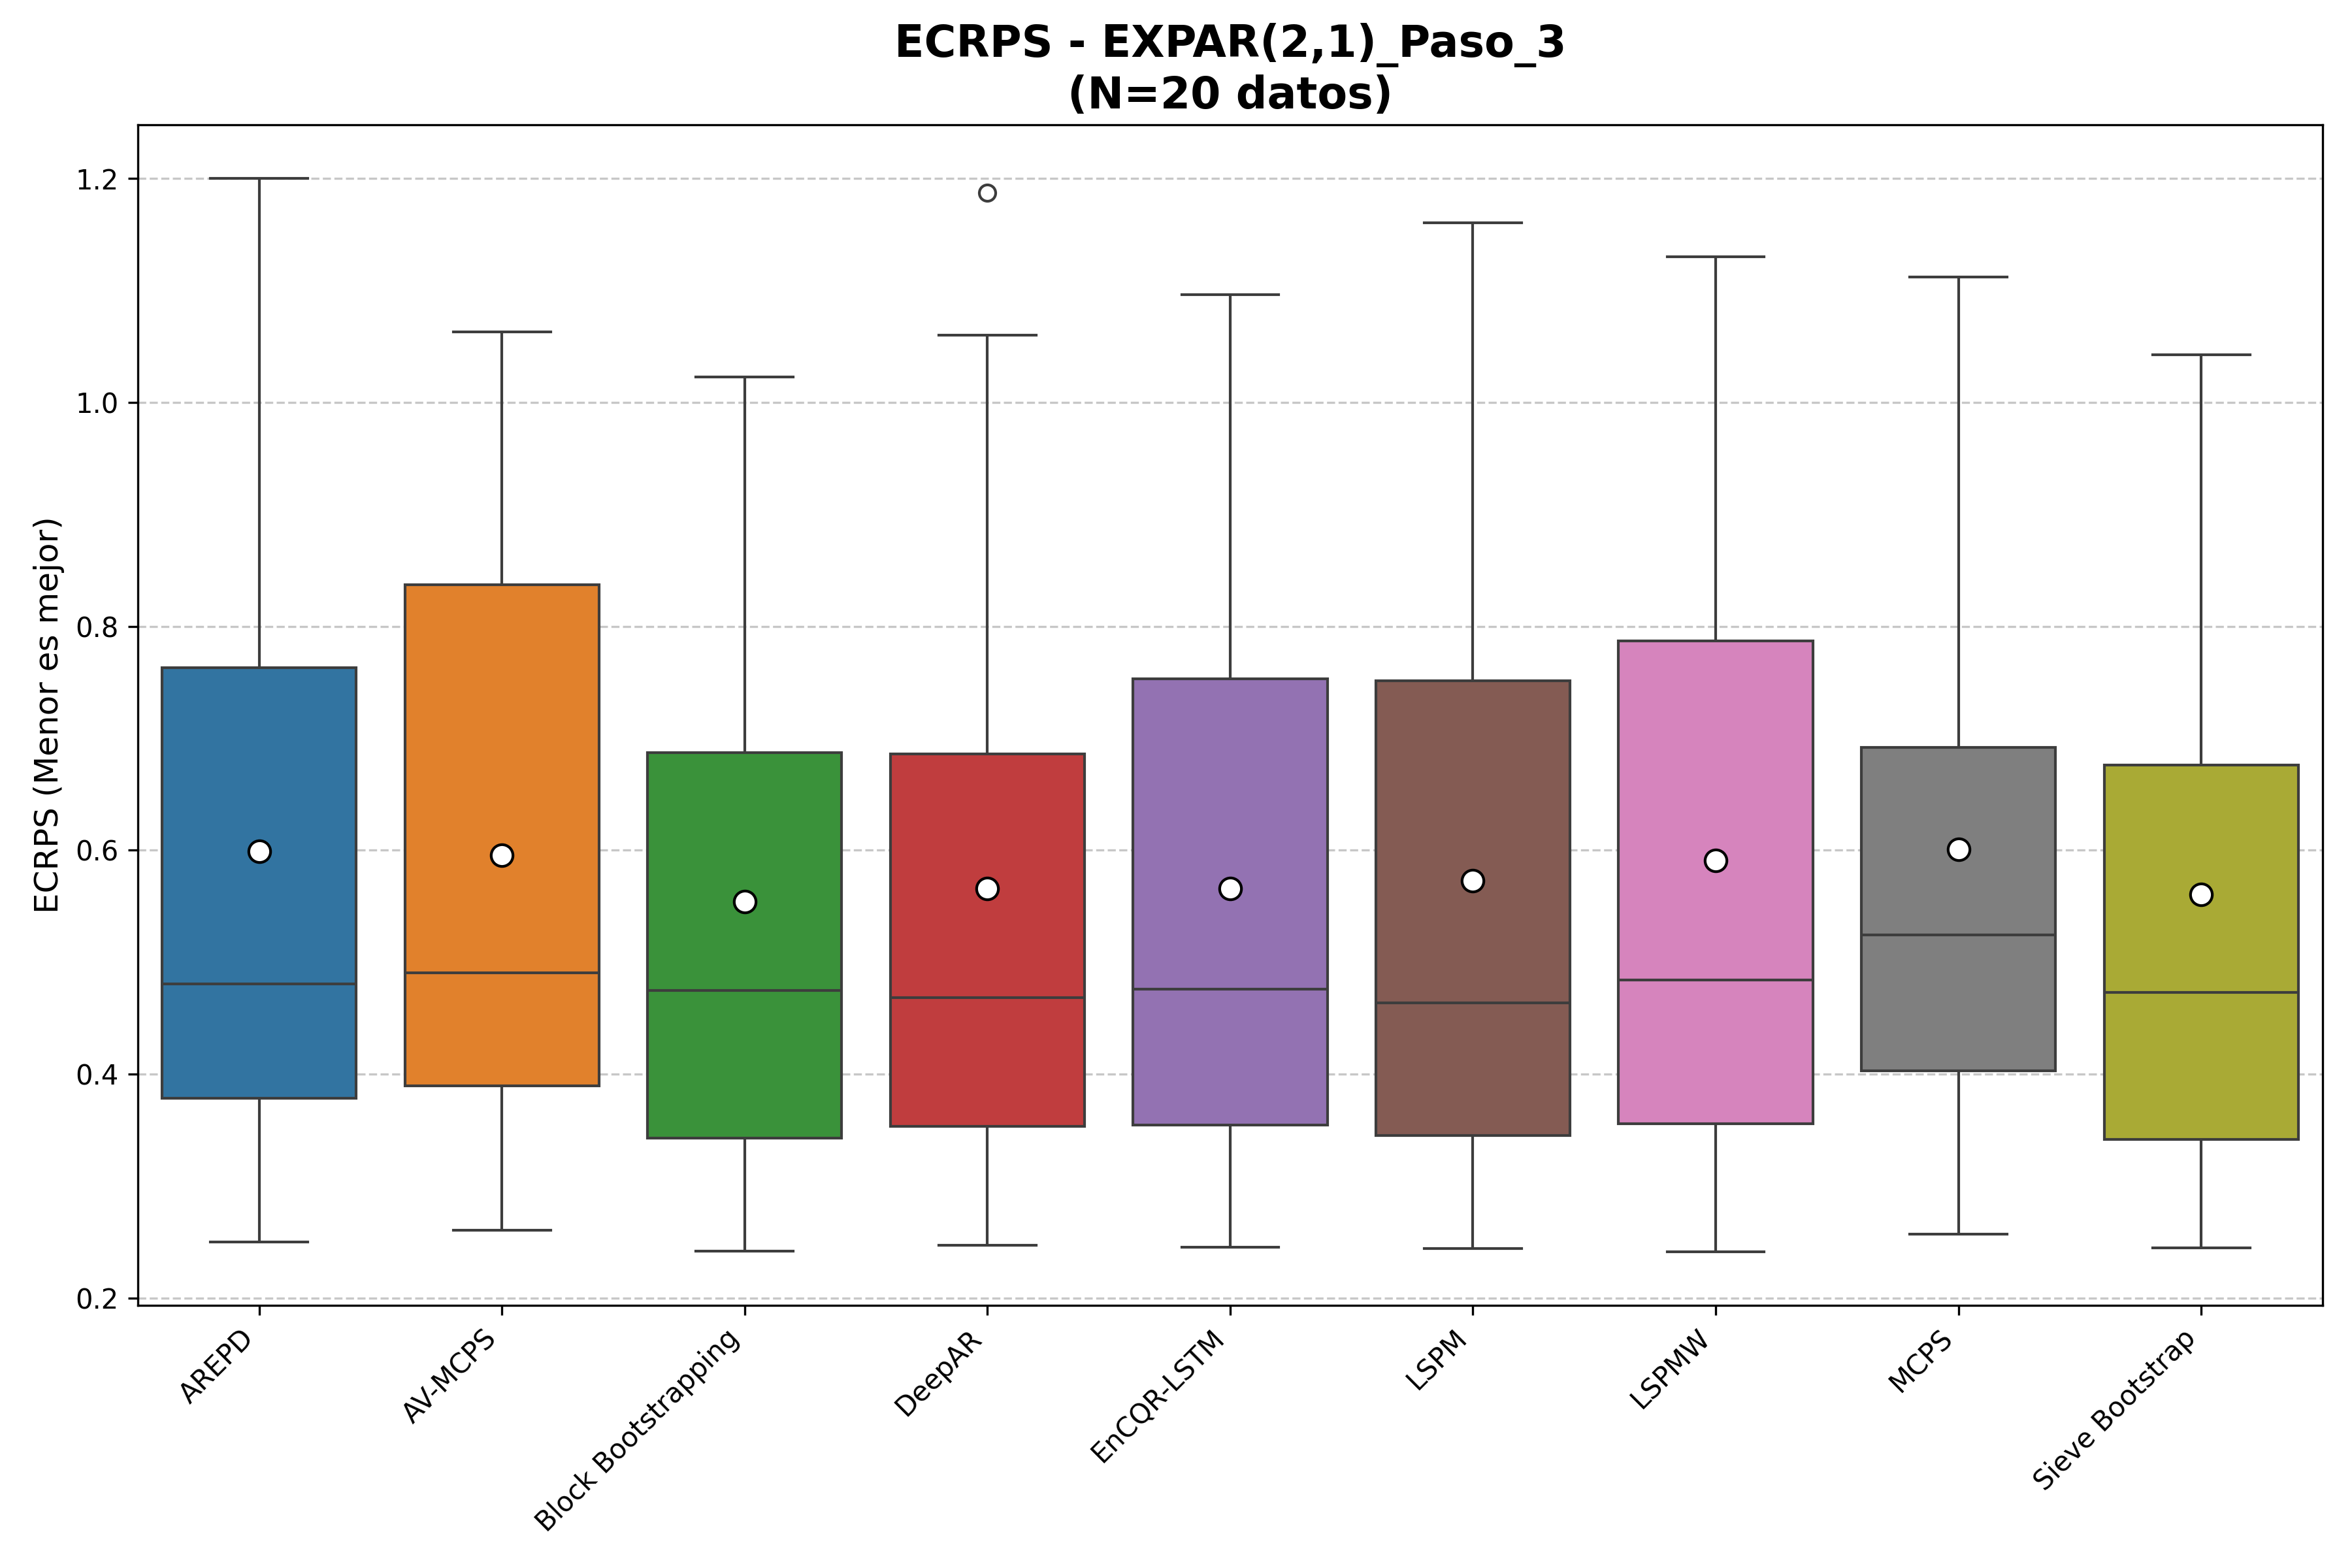 ECRPS - EXPAR(2,1)_Paso_3
(N=20 datos)
ECRPS (Menor es mejor)
1.2
1.0
0.8
0.6
0.4
0.2
AREPD
AV-MCPS
Block Bootstrapping
DeepAR
EnCQR-LSTM
LSPM
LSPMW
MCPS
Sieve Bootstrap